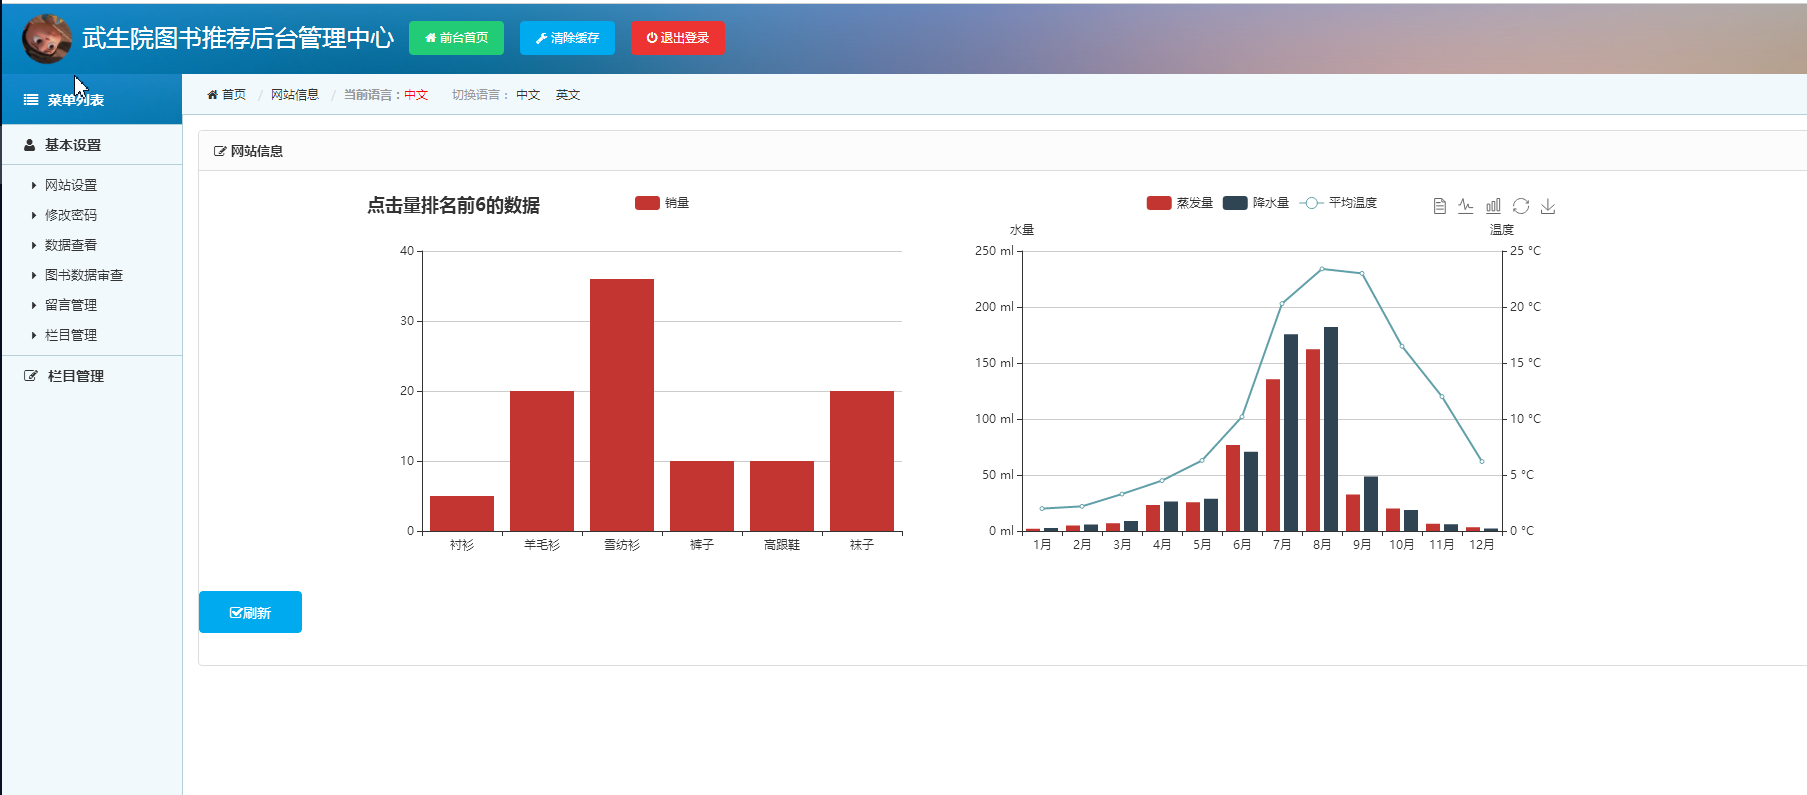 武生院图书推荐后台管理中心 前台首页 清除缓存 退出登录
菜单列表
首页 / 网站信息 / 当前语言：中文 切换语言： 中文 英文
基本设置
网站设置
修改密码
数据查看
图书数据审查
留言管理
栏目管理
栏目管理
网站信息
点击量排名前6的数据
销量
40
30
20
10
0
衬衫 羊毛衫 雪纺衫 裤子 高跟鞋 袜子
蒸发量 降水量 平均温度
水量 温度
250 ml 25 °C
200 ml 20 °C
150 ml 15 °C
100 ml 10 °C
50 ml 5 °C
0 ml 0 °C
1月 2月 3月 4月 5月 6月 7月 8月 9月 10月 11月 12月
刷新